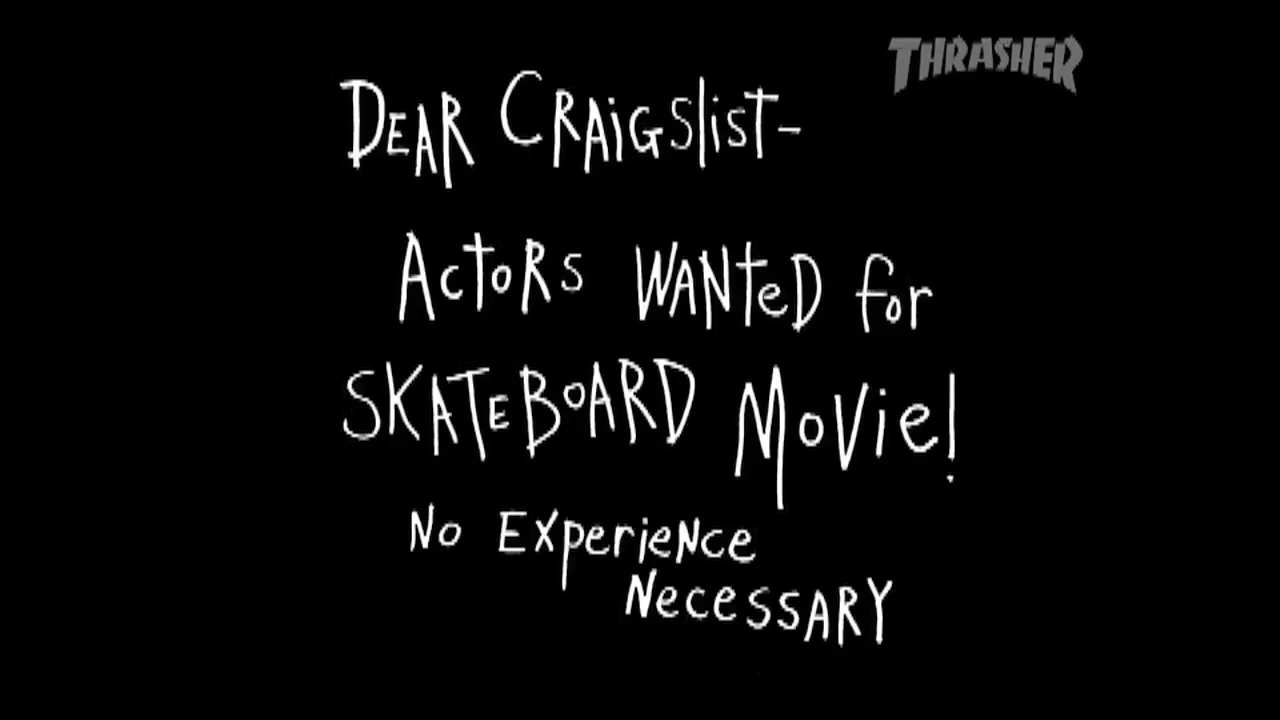 THRASHER
DEAR CRAiGSliST-
ActoRS WANteD for
SKATEBoARD MoViE!
No ExperieNce
NecessARY